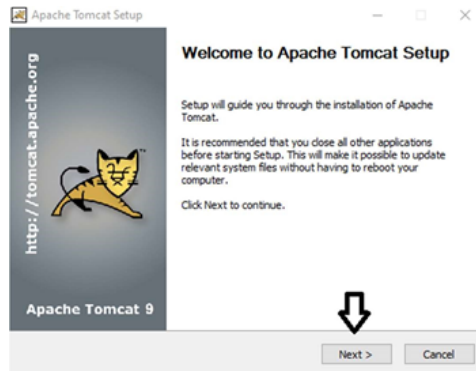 Apache Tomcat Setup
http://tomcat.apache.org
Apache Tomcat 9
Welcome to Apache Tomcat Setup
Setup will guide you through the installation of Apache
Tomcat.
It is recommended that you close all other applications
before starting Setup. This will make it possible to update
relevant system files without having to reboot your
computer.
Click Next to continue.
Next >
Cancel